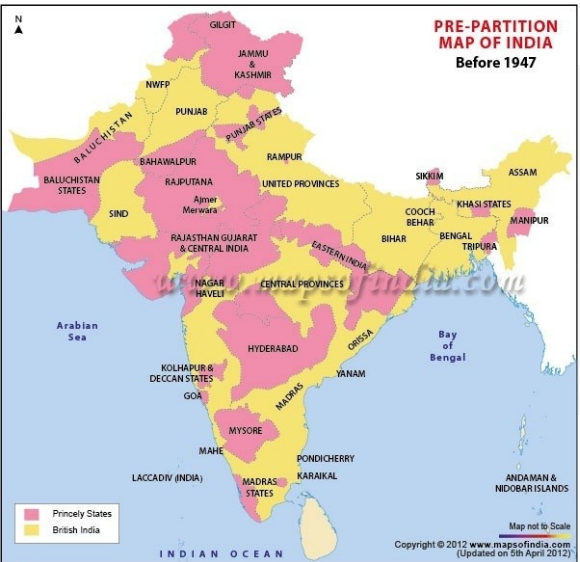 N
PRE-PARTITION
MAP OF INDIA
Before 1947
GILGIT
JAMMU
&
KASHMIR
NWFP
PUNJAB
PUNJAB STATES
BALUCHISTAN
BALUCHISTAN
STATES
BAHAWALPUR
RAJPUTANA
RAMPUR
UNITED PROVINCES
Ajmer
Merwara
SIND
SIKKIM
ASSAM
KHASI STATES
COOCH
BEHAR
MANIPUR
BIHAR
BENGAL
TRIPURA
RAJASTHAN GUJARAT
& CENTRAL INDIA
EASTERN INDIA
NAGAR
HAVELI
CENTRAL PROVINCES
www.mapsofindia.com
Arabian
Sea
Bay
of
Bengal
HYDERABAD
ORISSA
KOLHAPUR &
DECCAN STATES
YANAM
GOA
MADRAS
MYSORE
MAHE
PONDICHERRY
KARAIKAL
LACCADIV (INDIA)
MADRAS
STATES
ANDAMAN &
NIDOBAR ISLANDS
Princely States
British India
Map not to Scale
Copyright © 2012 www.mapsofindia.com
(Updated on 5th April 2012)
INDIAN OCEAN